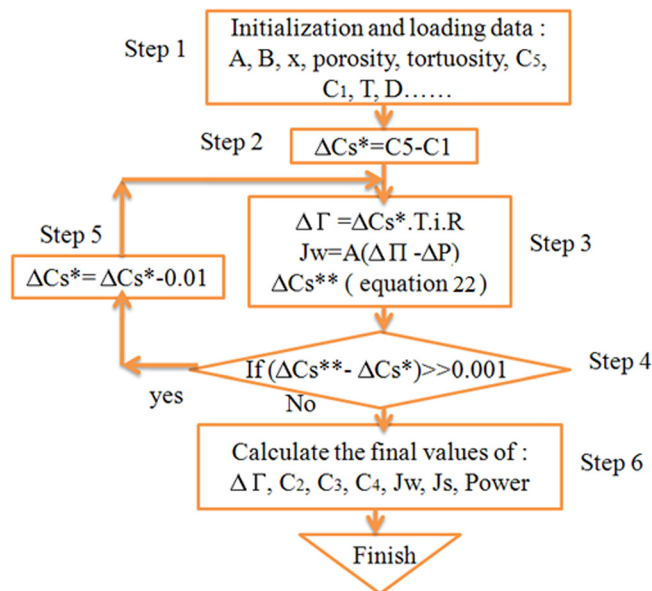 Step 1
Initialization and loading data :
A, B, x, porosity, tortuosity, C5,
C1, T, D......
Step 2
ΔCs*=C5-C1
Step 3
ΔΓ =ΔCs*.T.i.R
Jw=A(ΔΠ -ΔP)
ΔCs** ( equation 22 )
Step 5
ΔCs*= ΔCs*-0.01
Step 4
If (ΔCs**- ΔCs*)>>0.001
yes
No
Step 6
Calculate the final values of :
ΔΓ, C2, C3, C4, Jw, Js, Power
Finish